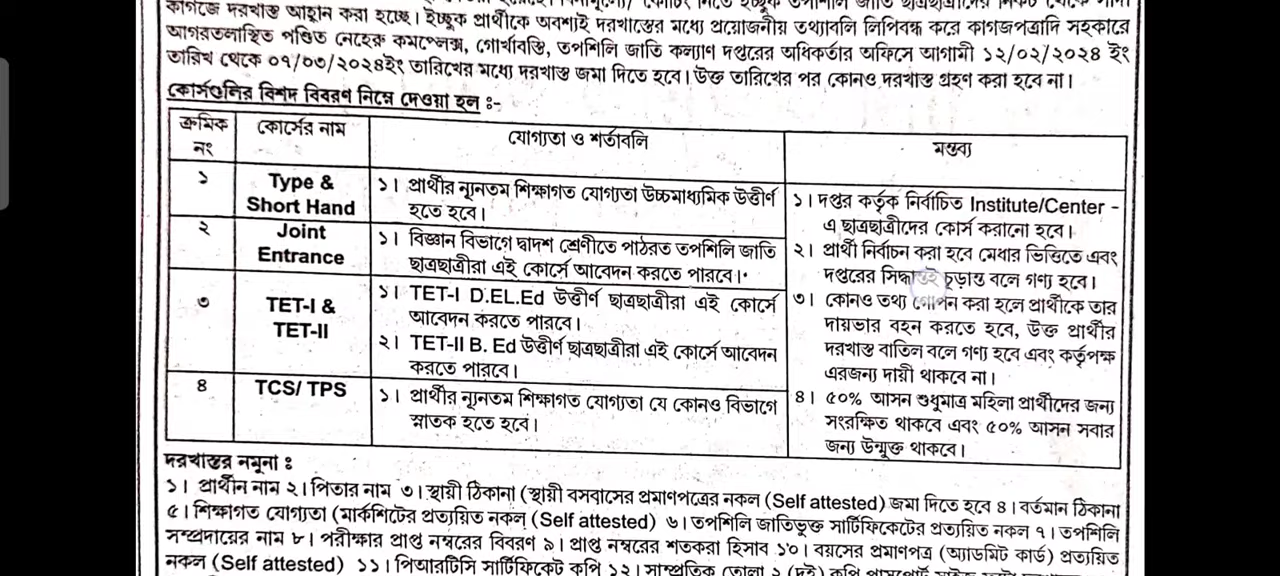 কাগজে দরখাস্ত আহ্বান করা হচ্ছে। ইচ্ছুক প্রার্থীকে অবশ্যই দরখাস্তের মধ্যে প্রয়োজনীয় তথ্যাবলি লিপিবদ্ধ করে কাগজপত্রাদি সহকারে
আগরতলাস্থিত পণ্ডিত নেহেরু কমপ্লেক্স, গোর্খাবস্তি, তপশিলি জাতি কল্যাণ দপ্তরের অধিকর্তার অফিসে আগামী ১২/০২/২০২৪ ইং
তারিখ থেকে ০৭/০৩/২০২৪ইং তারিখের মধ্যে দরখাস্ত জমা দিতে হবে। উক্ত তারিখের পর কোনও দরখাস্ত গ্রহণ করা হবে না।
কোর্সগুলির বিশদ বিবরণ নিম্নে দেওয়া হল :-
ক্রমিক নং
কোর্সের নাম
যোগ্যতা ও শর্তাবলি
মন্তব্য
১
Type &
Short Hand
১। প্রার্থীর ন্যূনতম শিক্ষাগত যোগ্যতা উচ্চমাধ্যমিক উত্তীর্ণ
হতে হবে।
২
Joint
Entrance
১। বিজ্ঞান বিভাগে দ্বাদশ শ্রেণীতে পাঠরত তপশিলি জাতি
ছাত্রছাত্রীরা এই কোর্সে আবেদন করতে পারবে।
৩
TET-I &
TET-II
১। TET-I D.EL.Ed উত্তীর্ণ ছাত্রছাত্রীরা এই কোর্সে
আবেদন করতে পারবে।
২। TET-II B. Ed উত্তীর্ণ ছাত্রছাত্রীরা এই কোর্সে আবেদন
করতে পারবে।
৪
TCS/ TPS
১। প্রার্থীর ন্যূনতম শিক্ষাগত যোগ্যতা যে কোনও বিভাগে
স্নাতক হতে হবে।
১। দপ্তর কর্তৃক নির্বাচিত Institute/Center -
এ ছাত্রছাত্রীদের কোর্স করানো হবে।
২। প্রার্থী নির্বাচন করা হবে মেধার ভিত্তিতে এবং
দপ্তরের সিদ্ধান্তই চূড়ান্ত বলে গণ্য হবে।
৩। কোনও তথ্য গোপন করা হলে প্রার্থীকে তার
দায়ভার বহন করতে হবে, উক্ত প্রার্থীর
দরখাস্ত বাতিল বলে গণ্য হবে এবং কর্তৃপক্ষ
এরজন্য দায়ী থাকবে না।
৪। ৫০% আসন শুধুমাত্র মহিলা প্রার্থীদের জন্য
সংরক্ষিত থাকবে এবং ৫০% আসন সবার
জন্য উন্মুক্ত থাকবে।
দরখাস্তর নমূনা :
১। প্রার্থীন নাম ২। পিতার নাম ৩। স্থায়ী ঠিকানা (স্থায়ী বসবাসের প্রমাণপত্রের নকল (Self attested) জমা দিতে হবে ৪। বর্তমান ঠিকানা
৫। শিক্ষাগত যোগ্যতা (মার্কশিটের প্রত্যয়িত নকল (Self attested) ৬। তপশিলি জাতিভুক্ত সার্টিফিকেটের প্রত্যয়িত নকল ৭। তপশিলি
সম্প্রদায়ের নাম ৮। পরীক্ষার প্রাপ্ত নম্বরের বিবরণ ৯। প্রাপ্ত নম্বরের শতকরা হিসাব ১০। বয়সের প্রমাণপত্র (অ্যাডমিট কার্ড) প্রত্যয়িত
নকল (Self attested) ১১। পিআরটিসি সার্টিফিকেট কপি ১২। সাম্প্রতিক তোলা ২ (দুই) কপি